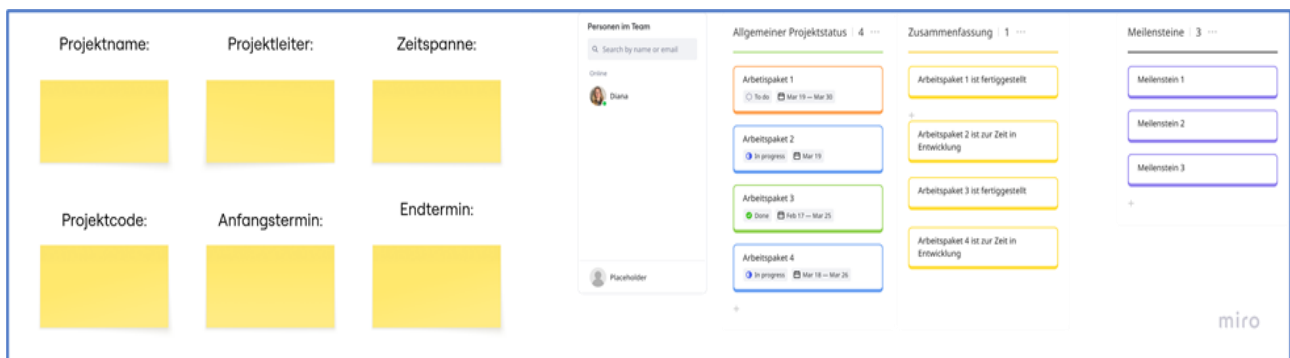 Projektname:
Projektleiter:
Zeitspanne:
Projektcode:
Anfangstermin:
Endtermin:
Personen im Team
Search by name or email
Online
Diana
Placeholder
Allgemeiner Projektstatus | 4 ···
Arbetispaket 1
To do Mar 19 — Mar 30
Arbeitspaket 2
In progress Mar 19
Arbeitspaket 3
Done Feb 17 — Mar 25
Arbeitspaket 4
In progress Mar 18 — Mar 26
+
Zusammenfassung | 1 ···
Arbeitspaket 1 ist fertiggestellt
+
Arbeitspaket 2 ist zur Zeit in
Entwicklung
Arbeitspaket 3 ist fertiggestellt
Arbeitspaket 4 ist zur Zeit in
Entwicklung
Meilensteine | 3 ···
Meilenstein 1
Meilenstein 2
Meilenstein 3
+
miro